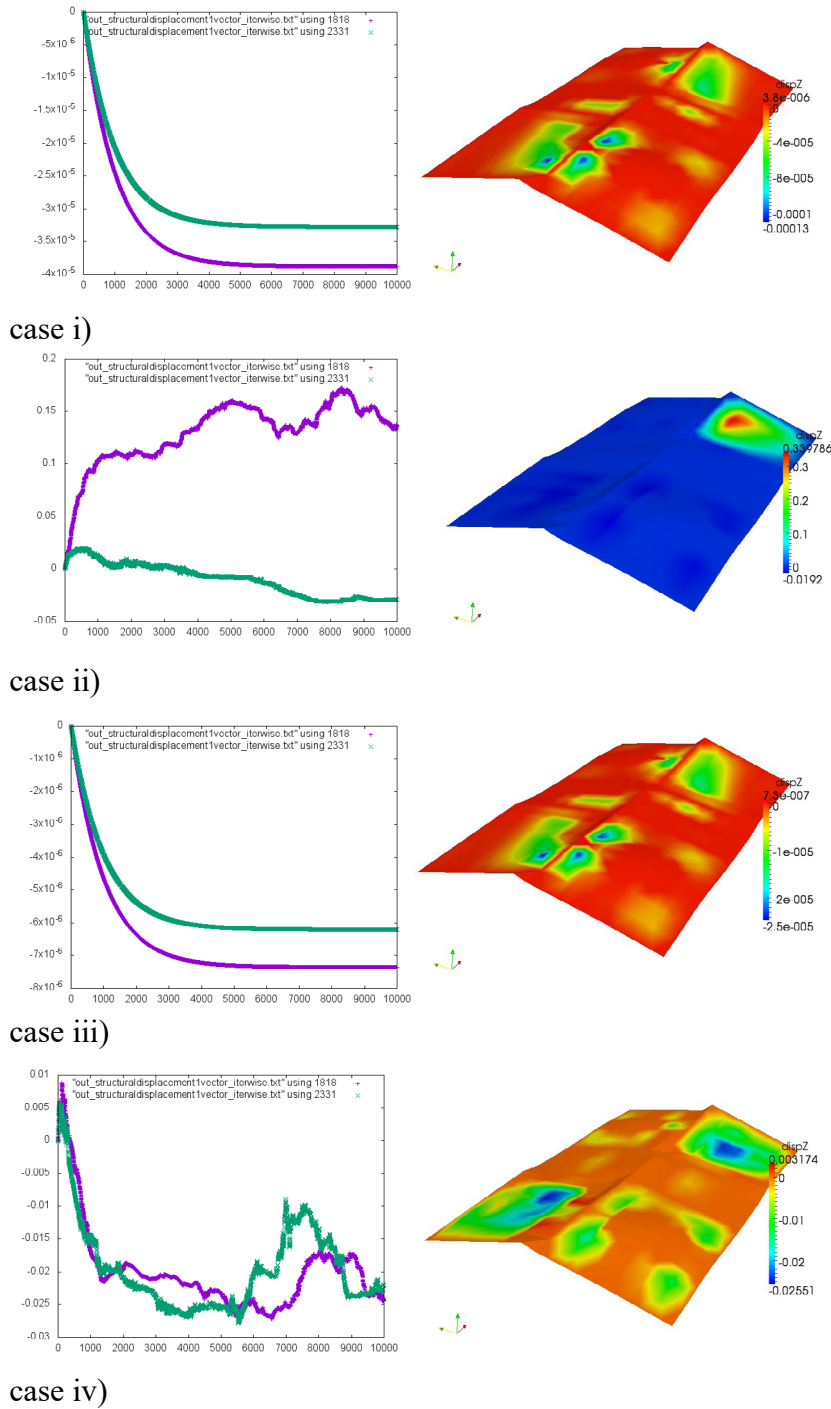 0
-5x10-6
-1x10-5
-1.5x10-5
-2x10-5
-2.5x10-5
-3x10-5
-3.5x10-5
-4x10-5
"out_structuraldisplacement1vector_iterwise.txt" using 1818
"out_structuraldisplacement1vector_iterwise.txt" using 2331
0 1000 2000 3000 4000 5000 6000 7000 8000 9000 10000
dispZ
3.8e-006
0
-4e-005
-8e-005
-0.0001
-0.00013
case i)
0.2
0.15
0.1
0.05
0
-0.05
"out_structuraldisplacement1vector_iterwise.txt" using 1818
"out_structuraldisplacement1vector_iterwise.txt" using 2331
0 1000 2000 3000 4000 5000 6000 7000 8000 9000 10000
dispZ
0.339786
0.3
0.2
0.1
0
-0.0192
case ii)
0
-1x10-6
-2x10-6
-3x10-6
-4x10-6
-5x10-6
-6x10-6
-7x10-6
-8x10-6
"out_structuraldisplacement1vector_iterwise.txt" using 1818
"out_structuraldisplacement1vector_iterwise.txt" using 2331
0 1000 2000 3000 4000 5000 6000 7000 8000 9000 10000
dispZ
7.3e-007
0
-1e-005
2e-005
-2.5e-005
case iii)
0.01
0.005
0
-0.005
-0.01
-0.015
-0.02
-0.025
-0.03
"out_structuraldisplacement1vector_iterwise.txt" using 1818
"out_structuraldisplacement1vector_iterwise.txt" using 2331
0 1000 2000 3000 4000 5000 6000 7000 8000 9000 10000
dispZ
0.003174
0
-0.01
-0.02
-0.02551
case iv)